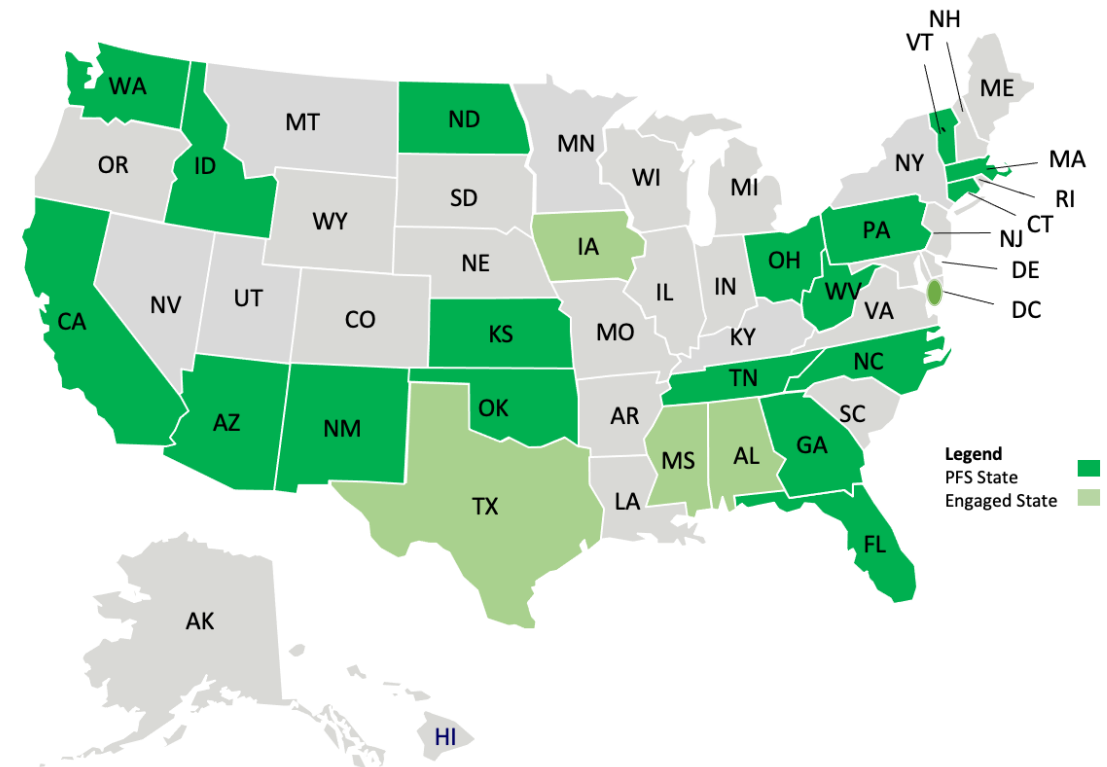 NH
VT
WA
ME
MT
ND
MN
OR
ID
NY
MA
WI
MI
SD
RI
WY
CT
PA
NJ
IA
OH
NE
DE
IN
WV
IL
NV
UT
DC
VA
CO
CA
KS
MO
KY
NC
TN
OK
AR
SC
AZ
NM
GA
MS
AL
Legend
PFS State
Engaged State
TX
LA
FL
AK
HI